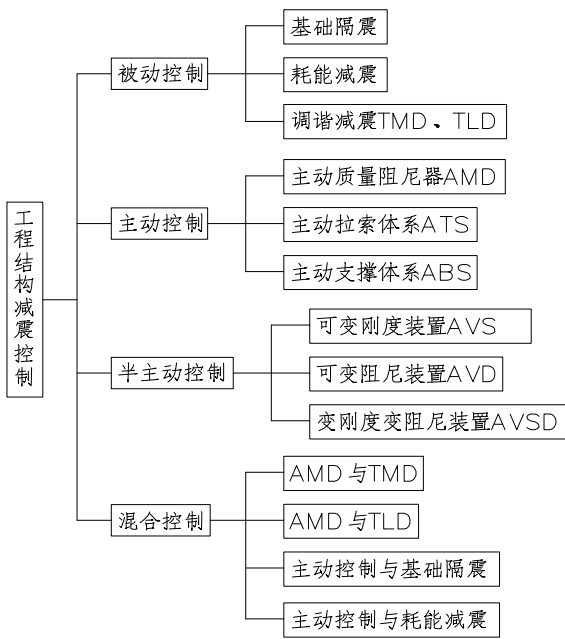 工程结构减震控制
被动控制
基础隔震
耗能减震
调谐减震TMD、TLD
主动控制
主动质量阻尼器AMD
主动拉索体系ATS
主动支撑体系ABS
半主动控制
可变刚度装置AVS
可变阻尼装置AVD
变刚度变阻尼装置AVSD
混合控制
AMD与TMD
AMD与TLD
主动控制与基础隔震
主动控制与耗能减震